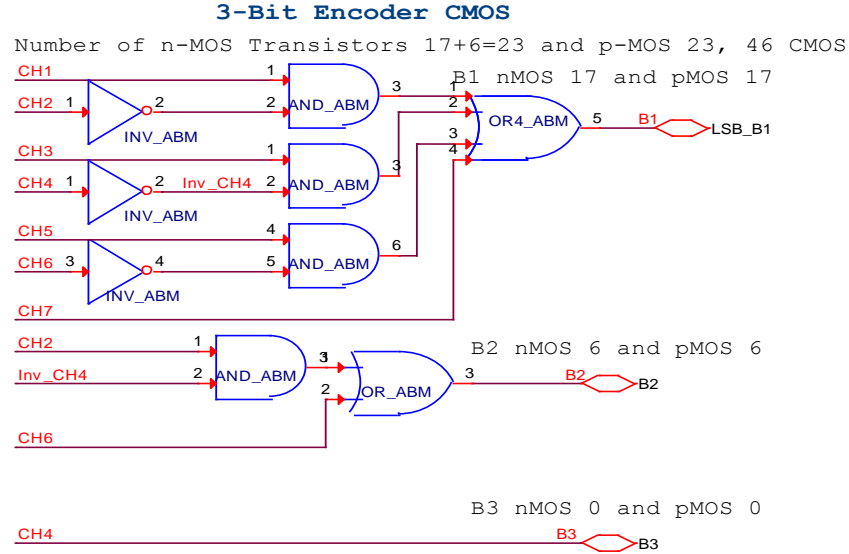 3-Bit Encoder CMOS
Number of n-MOS Transistors 17+6=23 and p-MOS 23, 46 CMOS
B1 nMOS 17 and pMOS 17
CH1
1
AND_ABM
3
CH2
1
2
2
INV_ABM
1
2
3
4
OR4_ABM
5
B1
LSB_B1
CH3
1
AND_ABM
3
CH4
1
2
Inv_CH4
2
INV_ABM
CH5
4
AND_ABM
6
CH6
3
4
5
INV_ABM
CH7
B2 nMOS 6 and pMOS 6
CH2
1
AND_ABM
3
1
Inv_CH4
2
OR_ABM
3
B2
B2
2
CH6
B3 nMOS 0 and pMOS 0
CH4
B3
B3